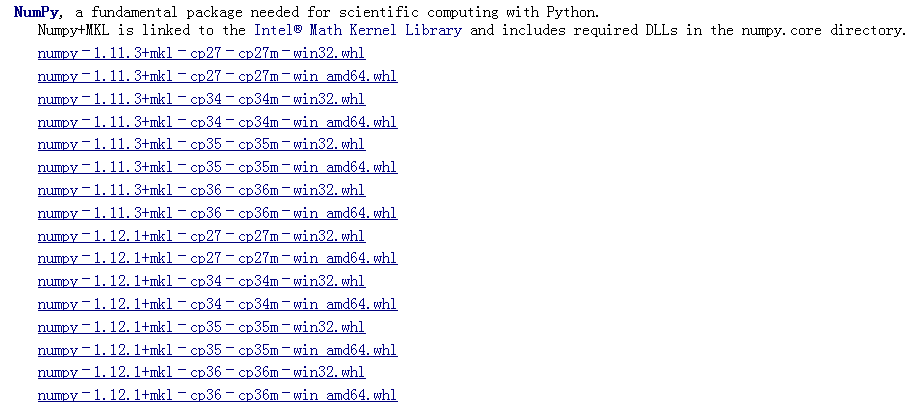 NumPy, a fundamental package needed for scientific computing with Python.
Numpy+MKL is linked to the Intel® Math Kernel Library and includes required DLLs in the numpy.core directory.
numpy-1.11.3+mkl-cp27-cp27m-win32.whl
numpy-1.11.3+mkl-cp27-cp27m-win_amd64.whl
numpy-1.11.3+mkl-cp34-cp34m-win32.whl
numpy-1.11.3+mkl-cp34-cp34m-win_amd64.whl
numpy-1.11.3+mkl-cp35-cp35m-win32.whl
numpy-1.11.3+mkl-cp35-cp35m-win_amd64.whl
numpy-1.11.3+mkl-cp36-cp36m-win32.whl
numpy-1.11.3+mkl-cp36-cp36m-win_amd64.whl
numpy-1.12.1+mkl-cp27-cp27m-win32.whl
numpy-1.12.1+mkl-cp27-cp27m-win_amd64.whl
numpy-1.12.1+mkl-cp34-cp34m-win32.whl
numpy-1.12.1+mkl-cp34-cp34m-win_amd64.whl
numpy-1.12.1+mkl-cp35-cp35m-win32.whl
numpy-1.12.1+mkl-cp35-cp35m-win_amd64.whl
numpy-1.12.1+mkl-cp36-cp36m-win32.whl
numpy-1.12.1+mkl-cp36-cp36m-win_amd64.whl